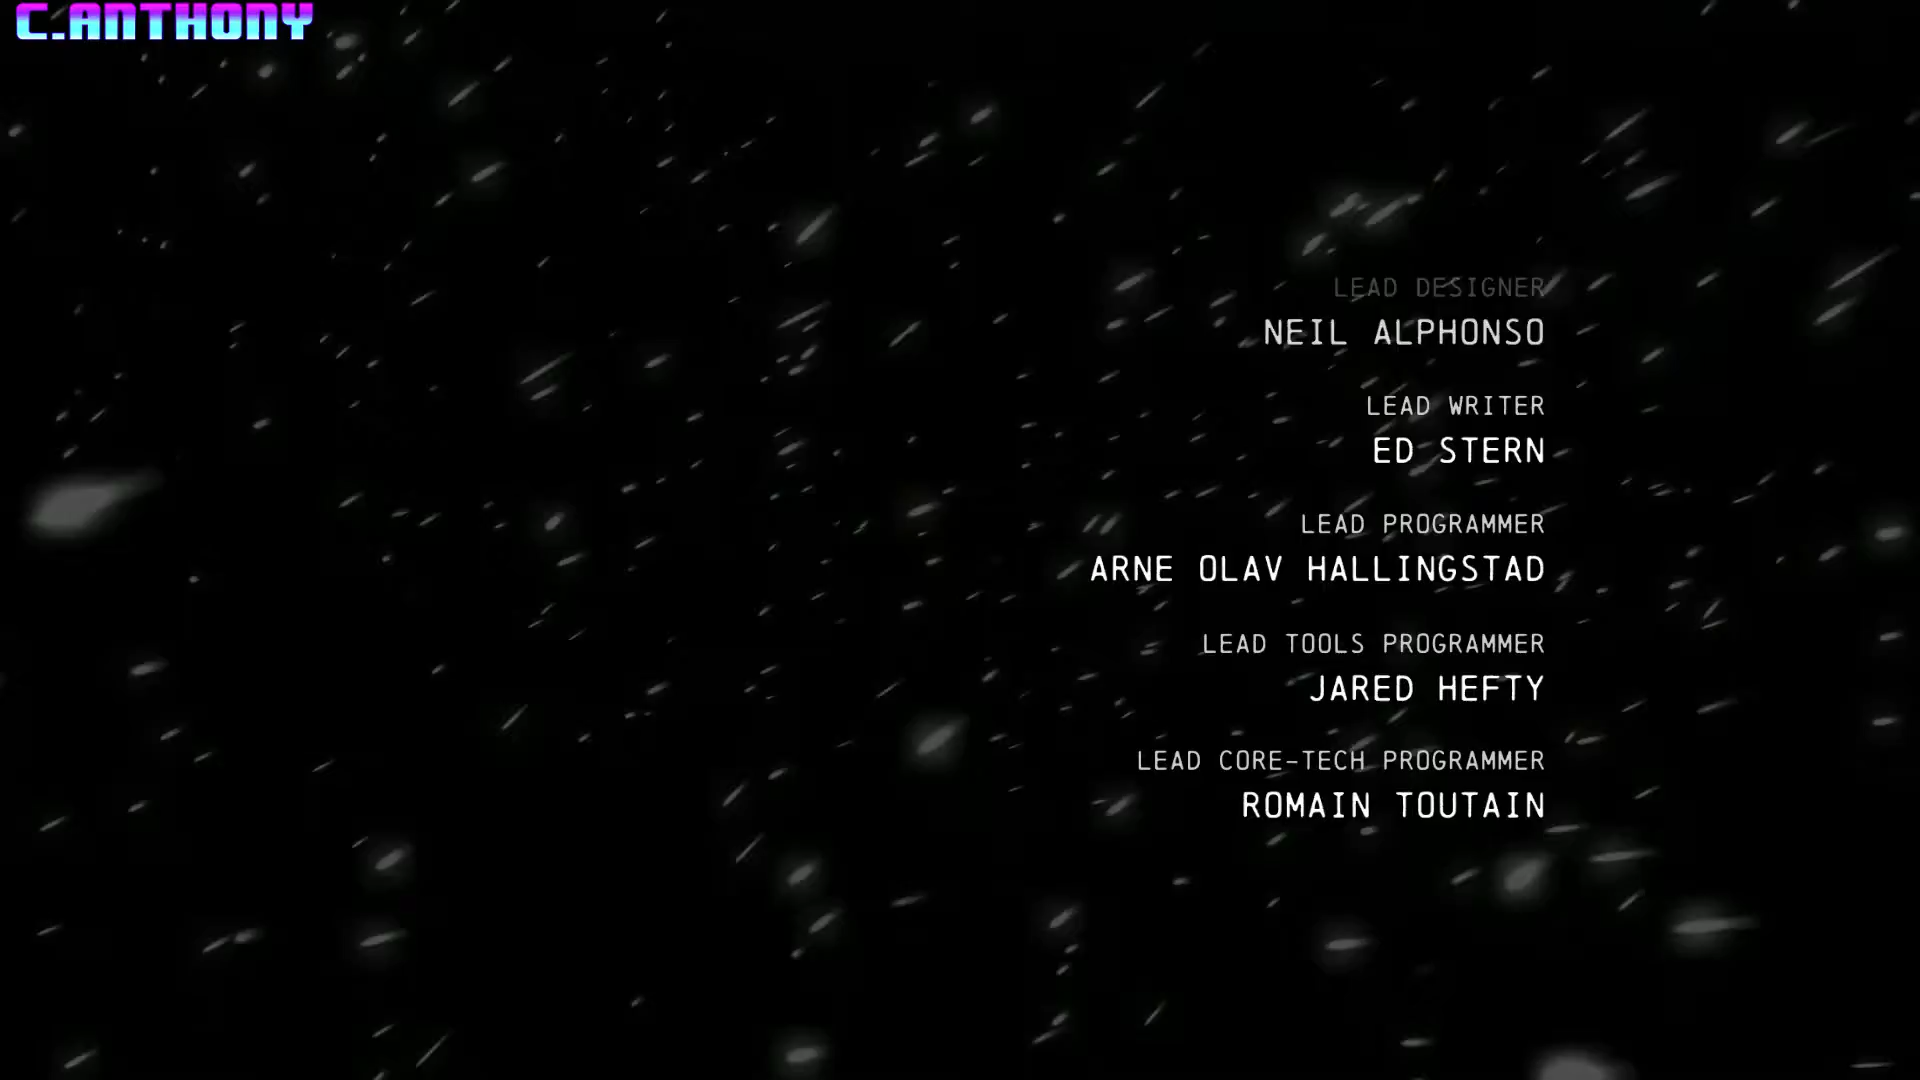 C.ANTHONY
LEAD DESIGNER
NEIL ALPHONSO
LEAD WRITER
ED STERN
LEAD PROGRAMMER
ARNE OLAV HALLINGSTAD
LEAD TOOLS PROGRAMMER
JARED HEFTY
LEAD CORE-TECH PROGRAMMER
ROMAIN TOUTAIN